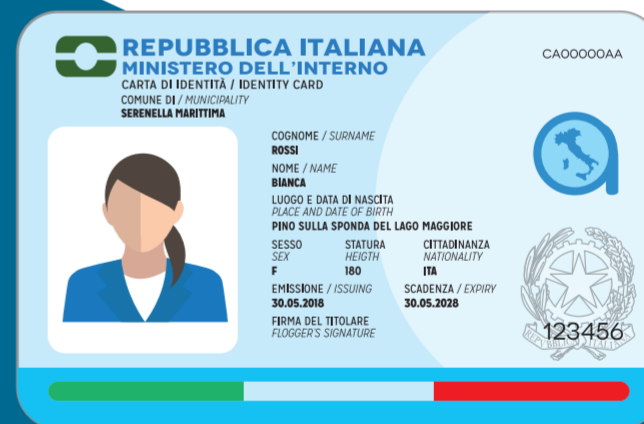 REPUBBLICA ITALIANA
MINISTERO DELL'INTERNO
CA00000AA
CARTA DI IDENTITÀ / IDENTITY CARD
COMUNE DI / MUNICIPALITY
SERENELLA MARITTIMA
COGNOME / SURNAME
ROSSI
NOME / NAME
BIANCA
LUOGO E DATA DI NASCITA
PLACE AND DATE OF BIRTH
PINO SULLA SPONDA DEL LAGO MAGGIORE
SESSO STATURA CITTADINANZA
SEX HEIGTH NATIONALITY
F 180 ITA
EMISSIONE / ISSUING SCADENZA / EXPIRY
30.05.2018 30.05.2028
FIRMA DEL TITOLARE
FLOGGER'S SIGNATURE
123456